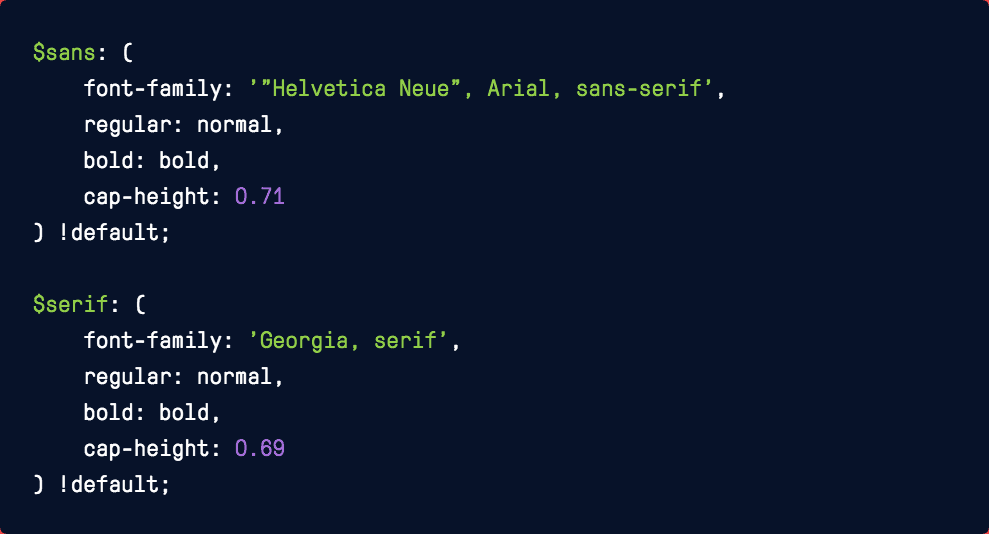 $sans: (
    font-family: '"Helvetica Neue", Arial, sans-serif',
    regular: normal,
    bold: bold,
    cap-height: 0.71
) !default;

$serif: (
    font-family: 'Georgia, serif',
    regular: normal,
    bold: bold,
    cap-height: 0.69
) !default;